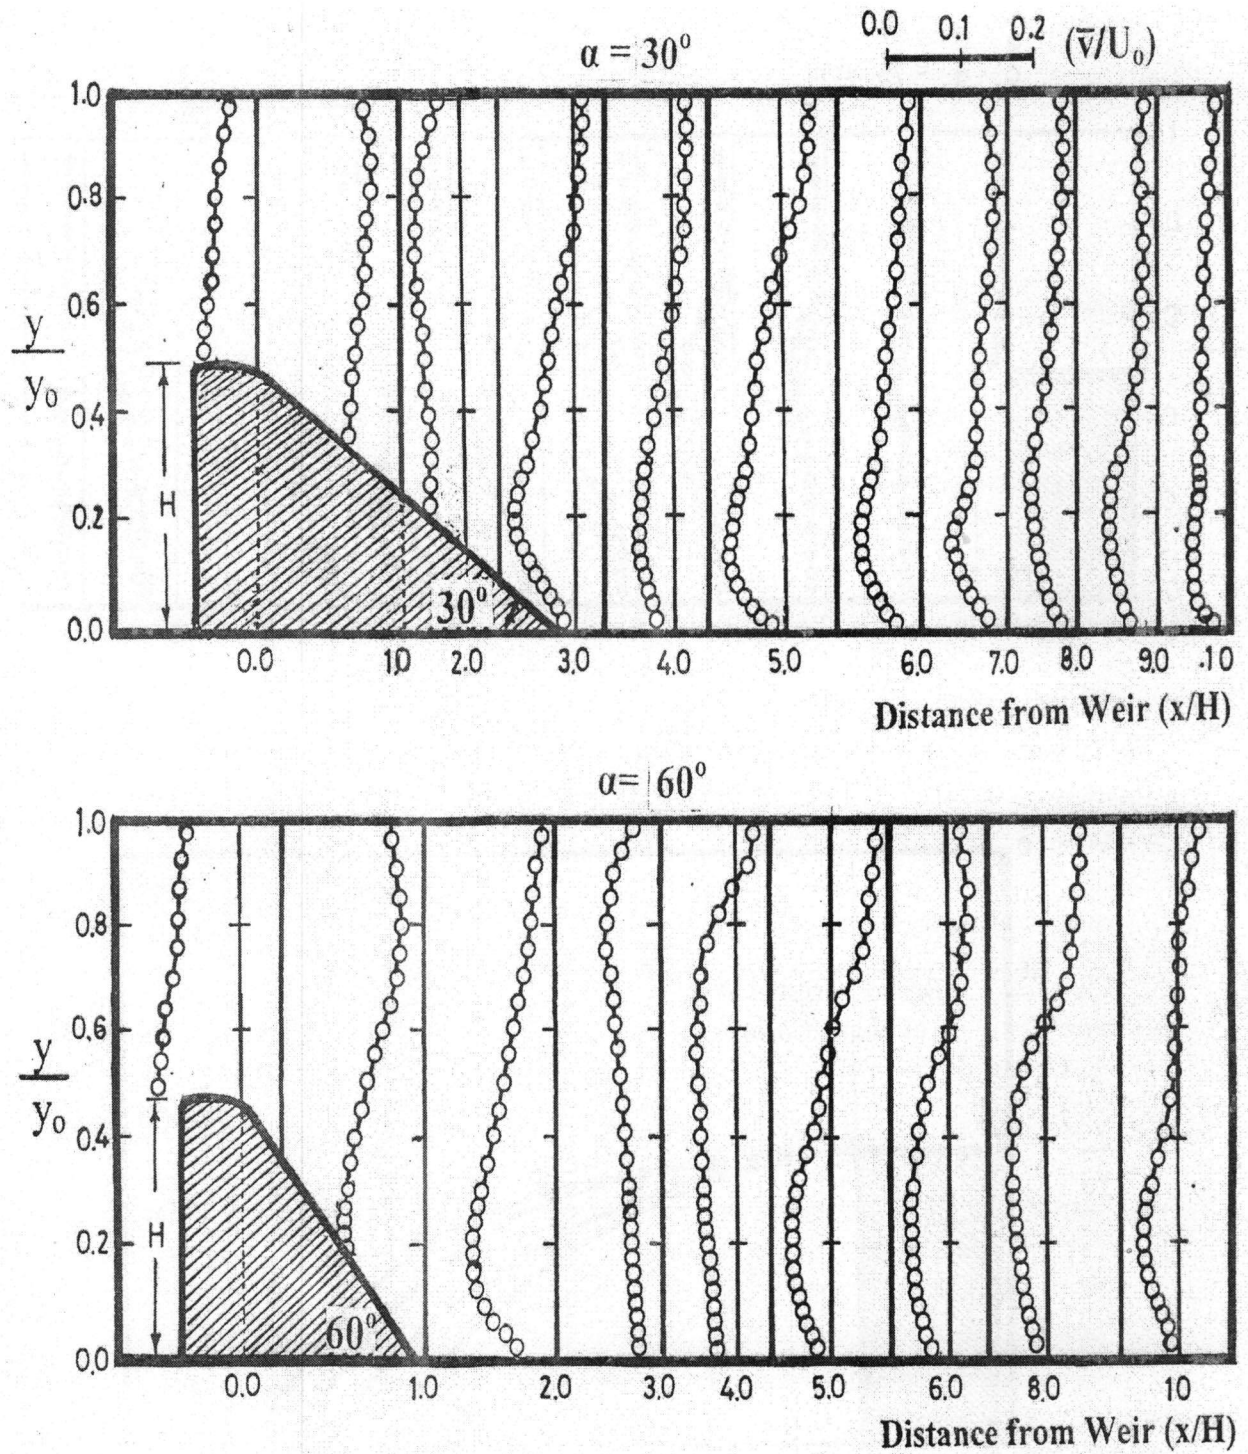 0.0 0.1 0.2 (v̅/U₀)
α = 30⁰
1.0
0.8
0.6
y
y₀
0.4
H
0.2
30⁰
0.0
0.0 1.0 2.0 3.0 4.0 5.0 6.0 7.0 8.0 9.0 10
Distance from Weir (x/H)
α= 60⁰
1.0
0.8
0.6
y
y₀
0.4
H
0.2
60⁰
0.0
0.0 1.0 2.0 3.0 4.0 5.0 6.0 8.0 10
Distance from Weir (x/H)